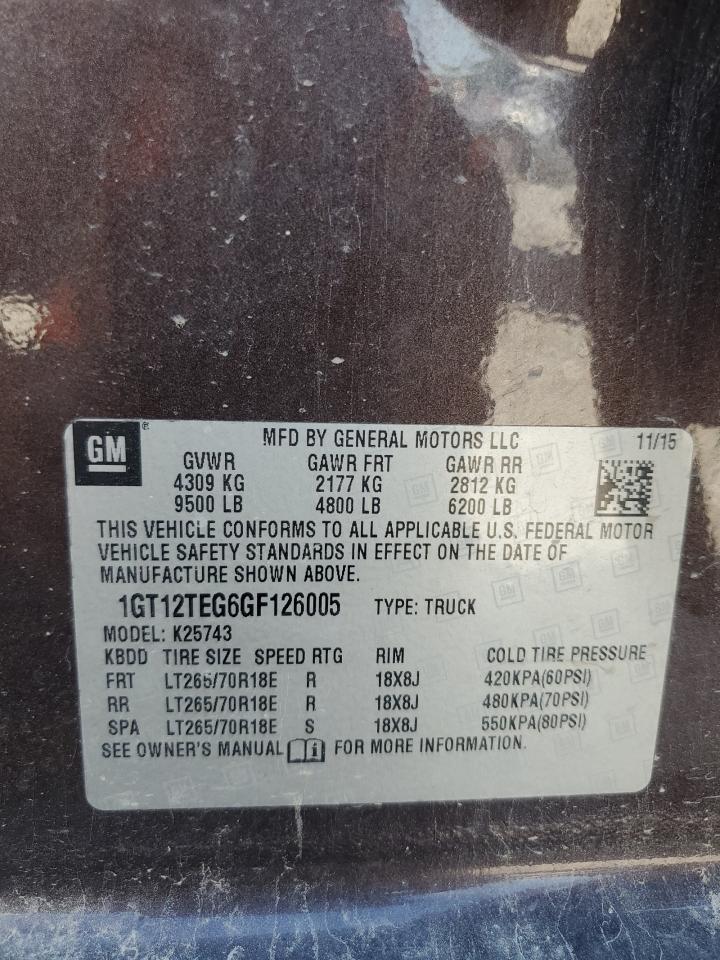 GM ®
MFD BY GENERAL MOTORS LLC 11/15
GVWR GAWR FRT GAWR RR
4309 KG 2177 KG 2812 KG
9500 LB 4800 LB 6200 LB
THIS VEHICLE CONFORMS TO ALL APPLICABLE U.S. FEDERAL MOTOR
VEHICLE SAFETY STANDARDS IN EFFECT ON THE DATE OF
MANUFACTURE SHOWN ABOVE.
1GT12TEG6GF126005 TYPE: TRUCK
MODEL: K25743
KBDD TIRE SIZE SPEED RTG RIM COLD TIRE PRESSURE
FRT LT265/70R18E R 18X8J 420KPA(60PSI)
RR LT265/70R18E R 18X8J 480KPA(70PSI)
SPA LT265/70R18E S 18X8J 550KPA(80PSI)
SEE OWNER'S MANUAL i FOR MORE INFORMATION.